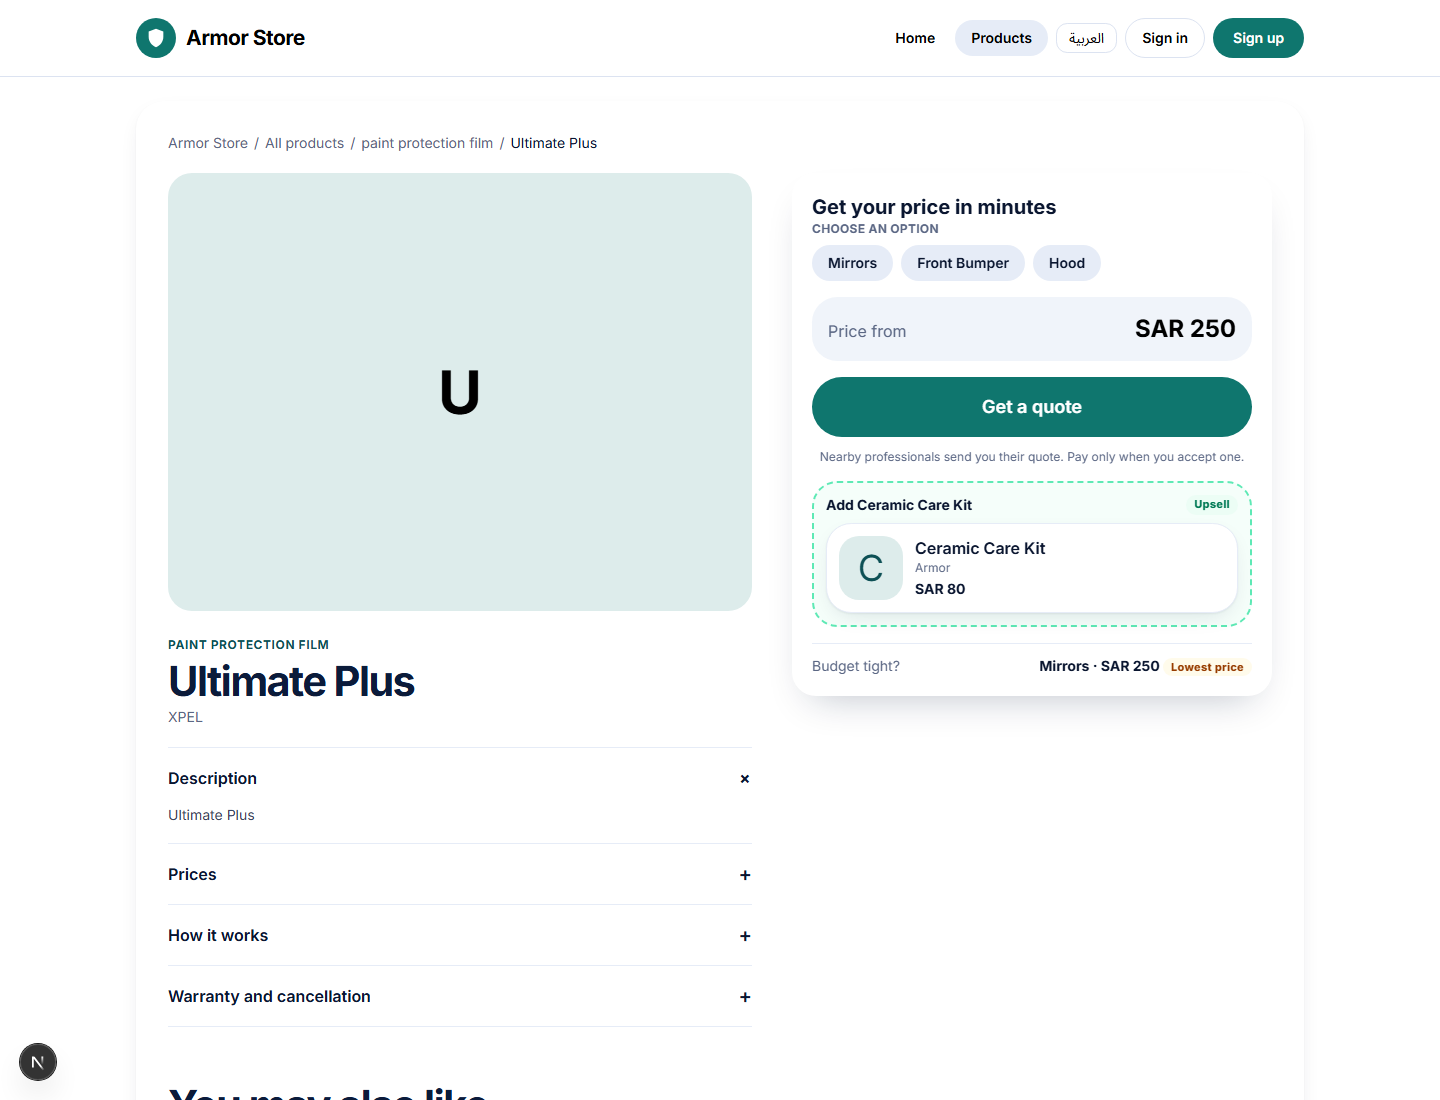 Armor Store
Home
Products
العربية
Sign in
Sign up
Armor Store / All products / paint protection film / Ultimate Plus
U
PAINT PROTECTION FILM
Ultimate Plus
XPEL
Description
×
Ultimate Plus
Prices
+
How it works
+
Warranty and cancellation
+
Get your price in minutes
CHOOSE AN OPTION
Mirrors
Front Bumper
Hood
Price from
SAR 250
Get a quote
Nearby professionals send you their quote. Pay only when you accept one.
Add Ceramic Care Kit
Upsell
C
Ceramic Care Kit
Armor
SAR 80
Budget tight?
Mirrors · SAR 250
Lowest price
N
You may also like